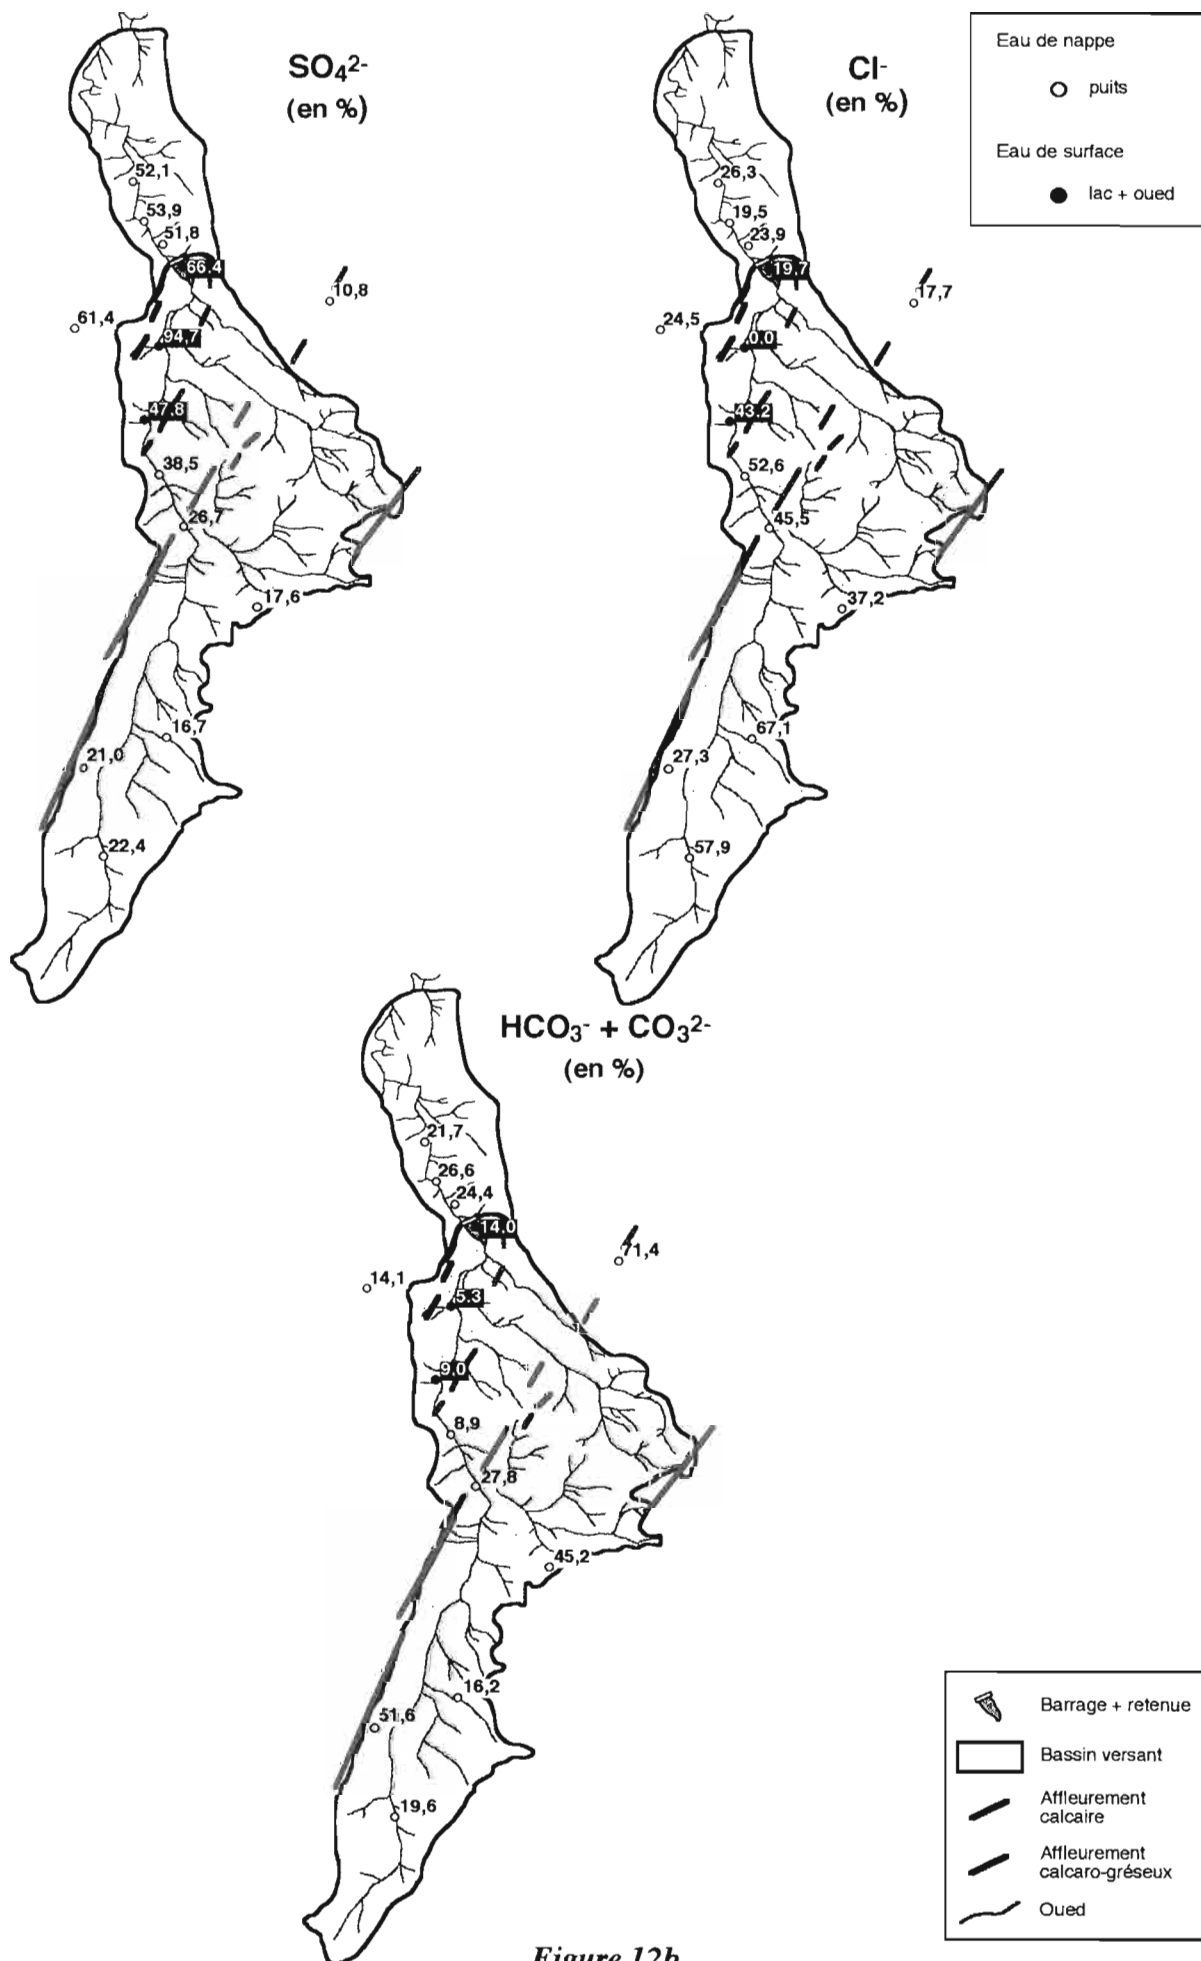 SO₄²⁻
(en %)
52,1
53,9
51,8
66.4
10,8
61,4
94,7
47.8
38,5
26,7
17,6
16,7
21,0
22,4
Cl⁻
(en %)
26,3
19,5
23,9
19.7
17,7
24,5
0.0
43.2
52,6
45,5
37,2
67,1
27,3
57,9
Eau de nappe
puits
Eau de surface
lac + oued
HCO₃⁻ + CO₃²⁻
(en %)
21,7
26,6
24,4
14.0
71,4
14,1
5.3
9.0
8,9
27,8
45,2
16,2
51,6
19,6
Barrage + retenue
Bassin versant
Affleurement
calcaire
Affleurement
calcaro-gréseux
Oued
Figure 12b